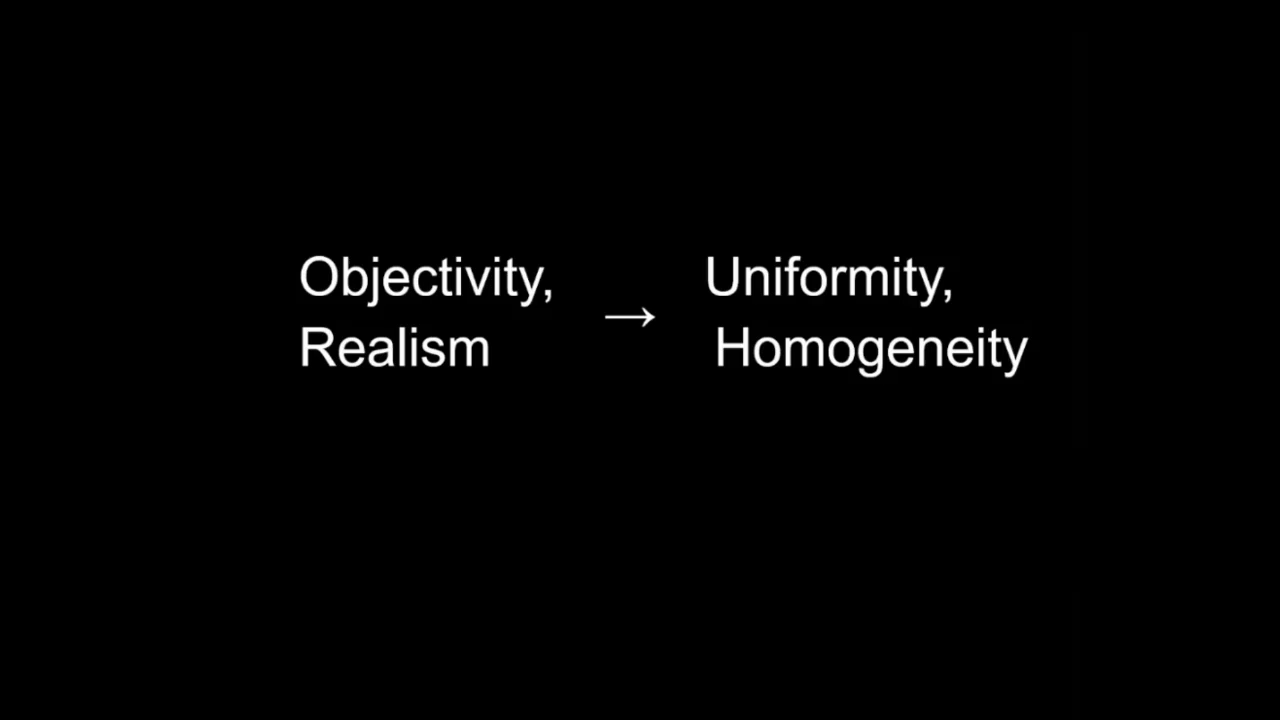 Objectivity,
Realism
→
Uniformity,
Homogeneity